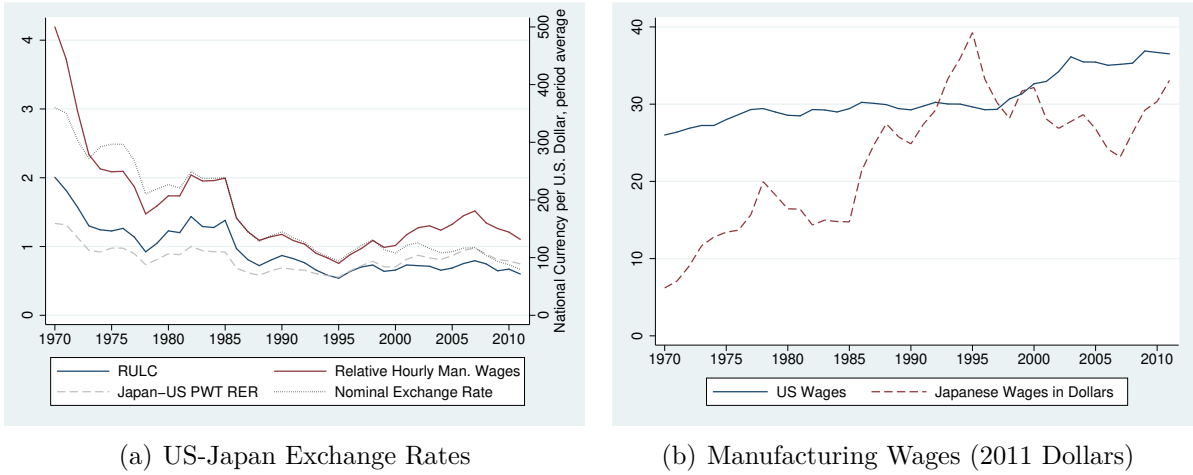 4
3
2
1
0
500
400
300
200
100
0
National Currency per U.S. Dollar, period average
1970 1975 1980 1985 1990 1995 2000 2005 2010
RULC Relative Hourly Man. Wages
Japan−US PWT RER Nominal Exchange Rate
(a) US-Japan Exchange Rates
40
30
20
10
0
1970 1975 1980 1985 1990 1995 2000 2005 2010
US Wages Japanese Wages in Dollars
(b) Manufacturing Wages (2011 Dollars)